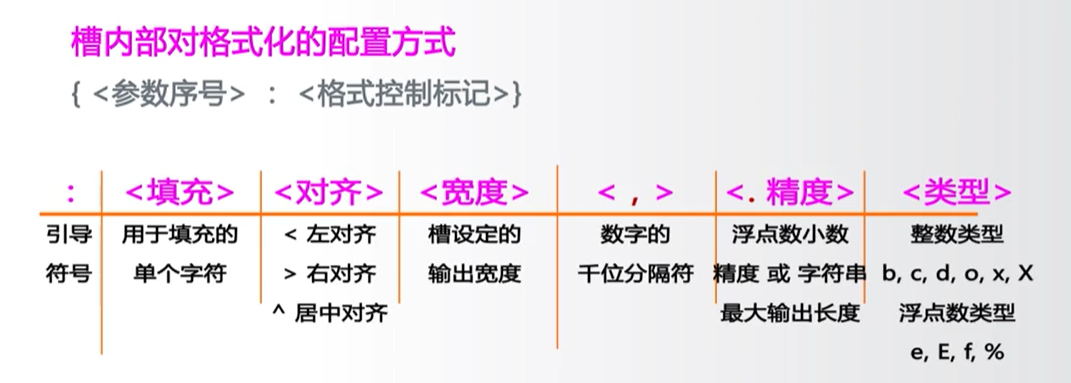 槽内部对格式化的配置方式
{ <参数序号> : <格式控制标记>}
: <填充> <对齐> <宽度> < , > < . 精度> <类型>
引导 用于填充的 < 左对齐 槽设定的 数字的 浮点数小数 整数类型
符号 单个字符 > 右对齐 输出宽度 千位分隔符 精度 或 字符串 b, c, d, o, x, X
^ 居中对齐 最大输出长度 浮点数类型
e, E, f, %